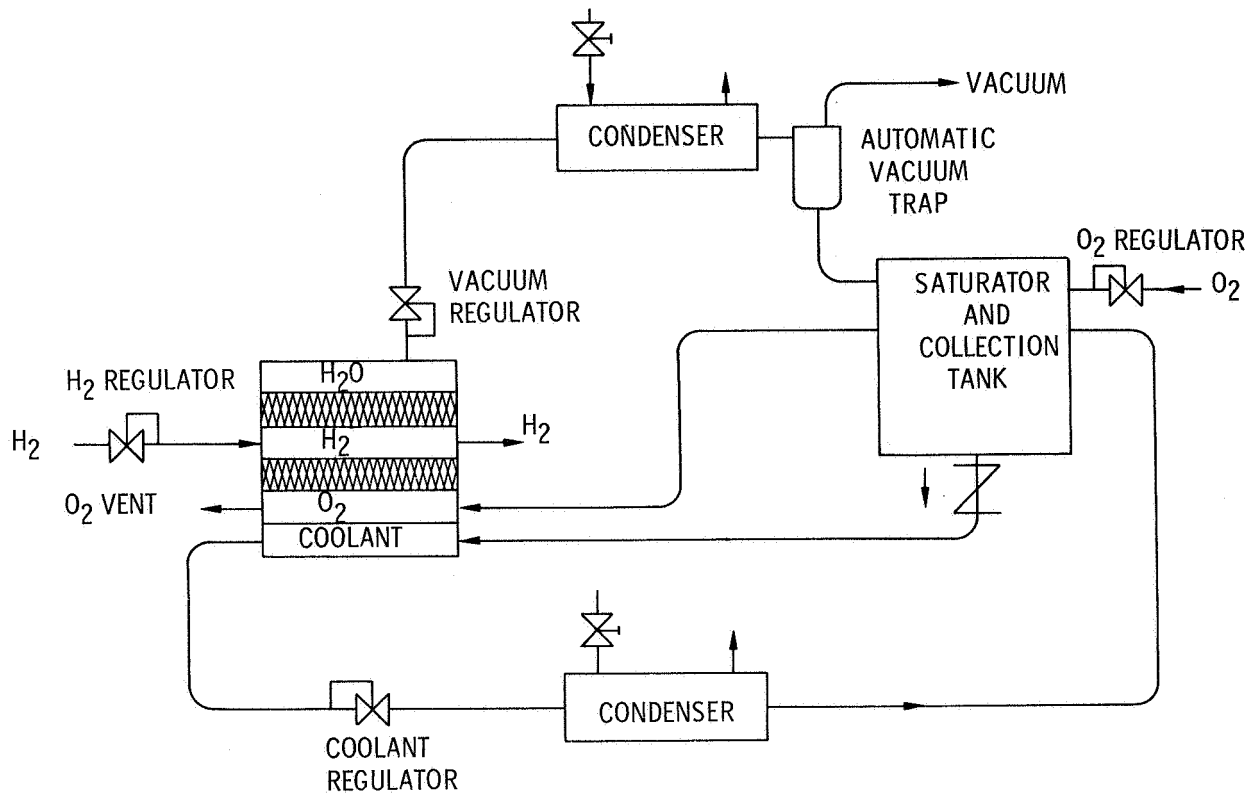 VACUUM
CONDENSER
AUTOMATIC
VACUUM
TRAP
O2 REGULATOR
O2
SATURATOR
AND
COLLECTION
TANK
VACUUM
REGULATOR
H2O
H2 REGULATOR
H2
H2
H2
O2 VENT
O2
COOLANT
CONDENSER
COOLANT
REGULATOR